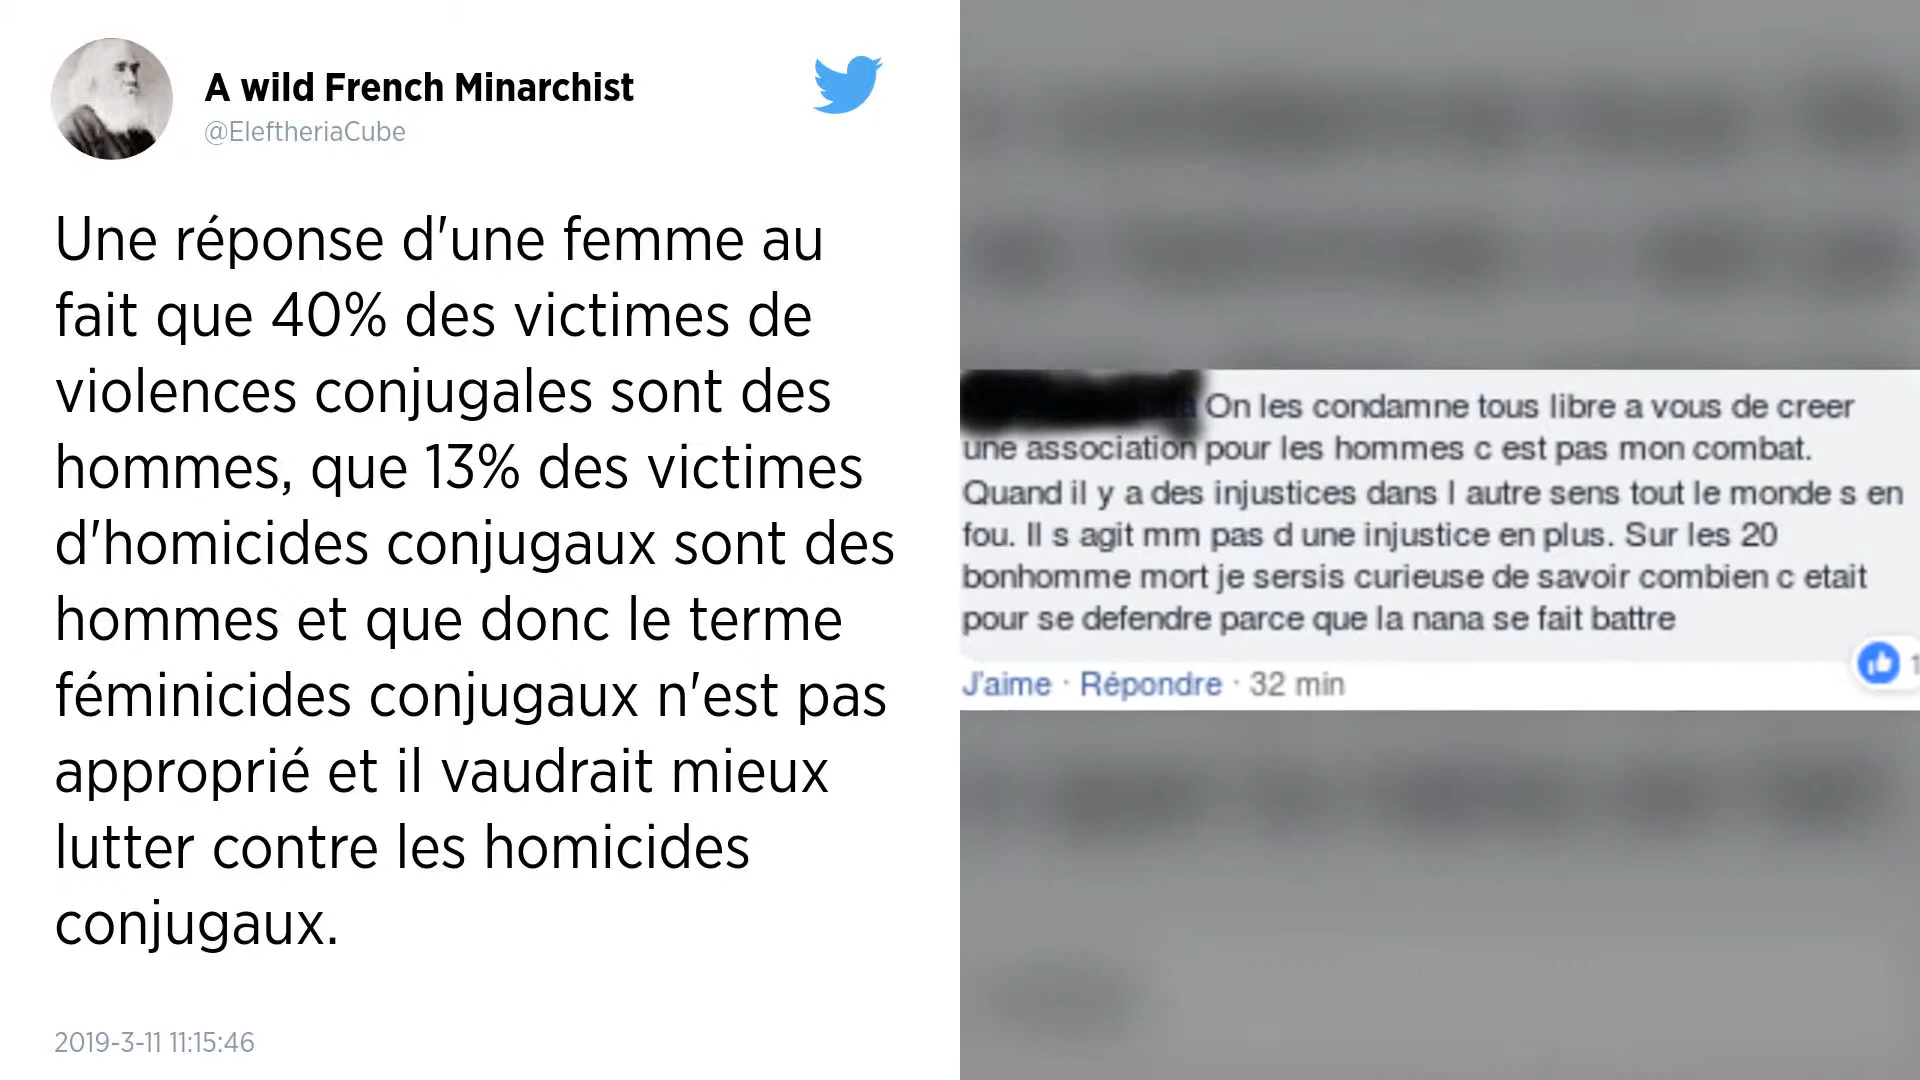 A wild French Minarchist
@EleftheriaCube
Une réponse d'une femme au
fait que 40% des victimes de
violences conjugales sont des
hommes, que 13% des victimes
d'homicides conjugaux sont des
hommes et que donc le terme
féminicides conjugaux n'est pas
approprié et il vaudrait mieux
lutter contre les homicides
conjugaux.
2019-3-11 11:15:46
On les condamne tous libre a vous de creer
une association pour les hommes c est pas mon combat.
Quand il y a des injustices dans l autre sens tout le monde s en
fou. Il s agit mm pas d une injustice en plus. Sur les 20
bonhomme mort je sersis curieuse de savoir combien c etait
pour se defendre parce que la nana se fait battre
J'aime · Répondre · 32 min